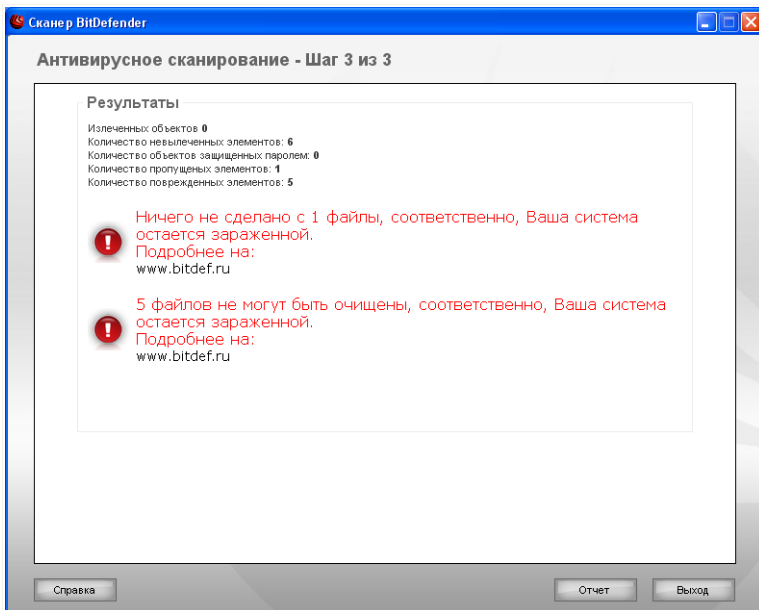 Сканер BitDefender
Антивирусное сканирование - Шаг 3 из 3
Результаты
Излеченных объектов 0
Количество невылеченных элементов: 6
Количество объектов защищенных паролем: 0
Количество пропущеных элементов: 1
Количество поврежденных элементов: 5
Ничего не сделано с 1 файлы, соответственно, Ваша система
остается зараженной.
Подробнее на:
www.bitdef.ru
5 файлов не могут быть очищены, соответственно, Ваша система
остается зараженной.
Подробнее на:
www.bitdef.ru
Справка
Отчет
Выход